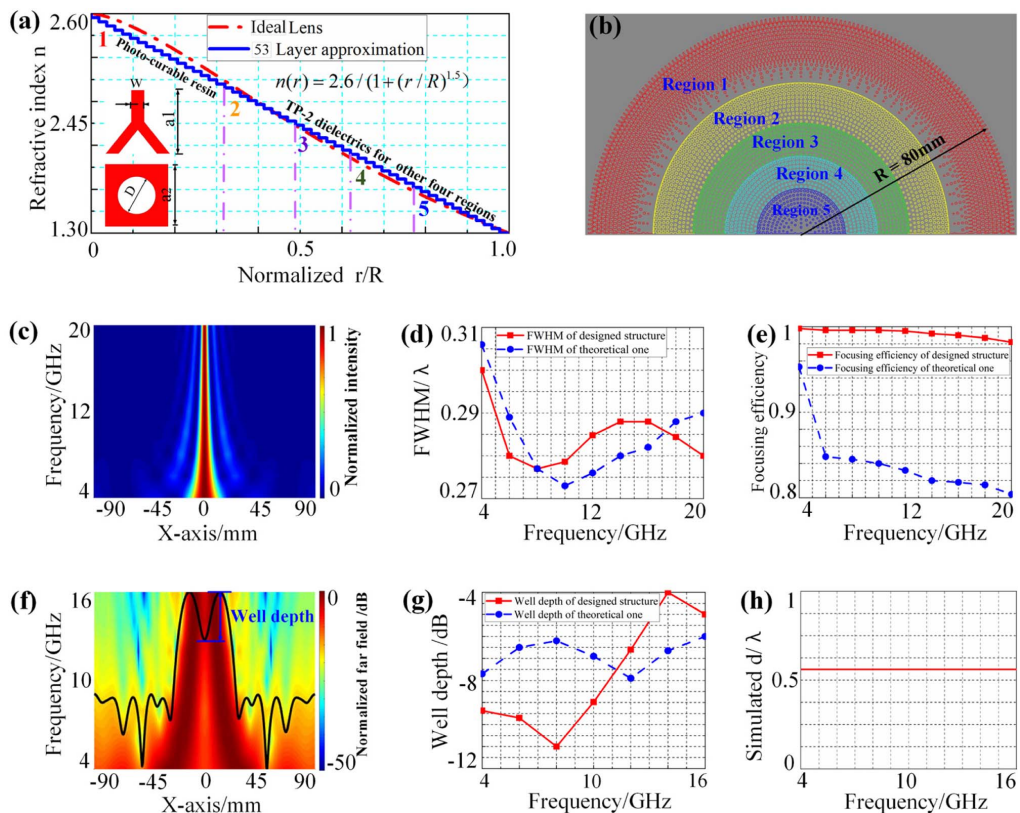 (a)
2.60
2.45
1.30
Refractive index n
Ideal Lens
53 Layer approximation
n(r) = 2.6/(1+(r/R)^1.5)
1
Photo-curable resin
W
a1
D
a2
2
TP-2 dielectrics for other four regions
3
4
5
0
0.5
1.0
Normalized r/R
(b)
Region 1
Region 2
Region 3
Region 4
Region 5
R = 80mm
(c)
20
12
4
Frequency/GHz
-90 -45 0 45 90
X-axis/mm
1
0
Normalized intensity
(d)
0.31
0.29
0.27
FWHM/λ
FWHM of designed structure
FWHM of theoretical one
4 12 20
Frequency/GHz
(e)
1
0.9
0.8
Focusing efficiency
Focusing efficiency of designed structure
Focusing efficiency of theoretical one
4 12 20
Frequency/GHz
(f)
16
10
4
Frequency/GHz
Well depth
-90 -45 0 45 90
X-axis/mm
0
-50
Normalized far field /dB
(g)
-4
-8
-12
Well depth /dB
Well depth of designed structure
Well depth of theoretical one
4 10 16
Frequency/GHz
(h)
1
0.5
0
Simulated d/λ
4 10 16
Frequency/GHz